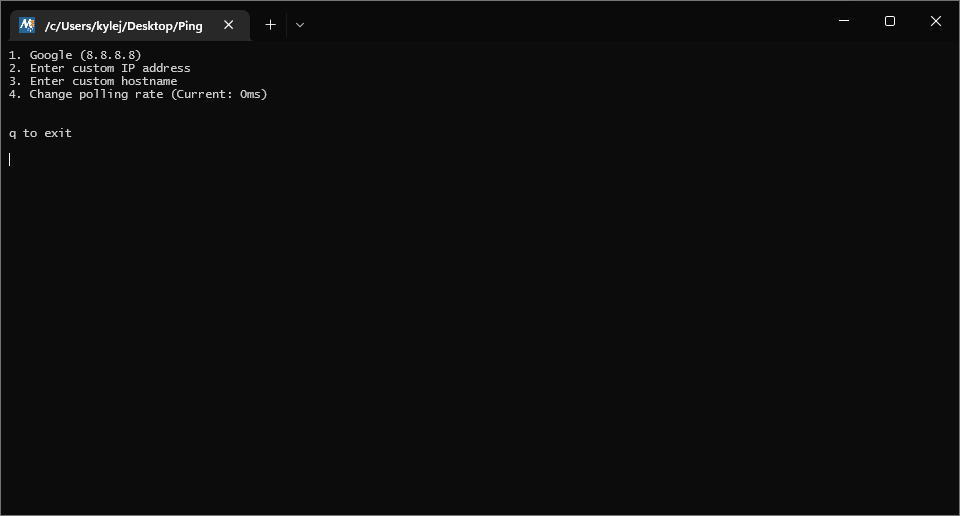 /c/Users/kylej/Desktop/Ping
1. Google (8.8.8.8)
2. Enter custom IP address
3. Enter custom hostname
4. Change polling rate (Current: 0ms)
q to exit